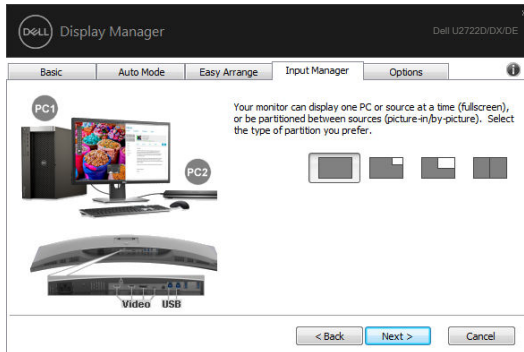 DELL Display Manager
Dell U2722D/DX/DE
Basic Auto Mode Easy Arrange Input Manager Options
PC1
Your monitor can display one PC or source at a time (fullscreen),
or be partitioned between sources (picture-in/by-picture). Select
the type of partition you prefer.
PC2
Video USB
< Back Next > Cancel